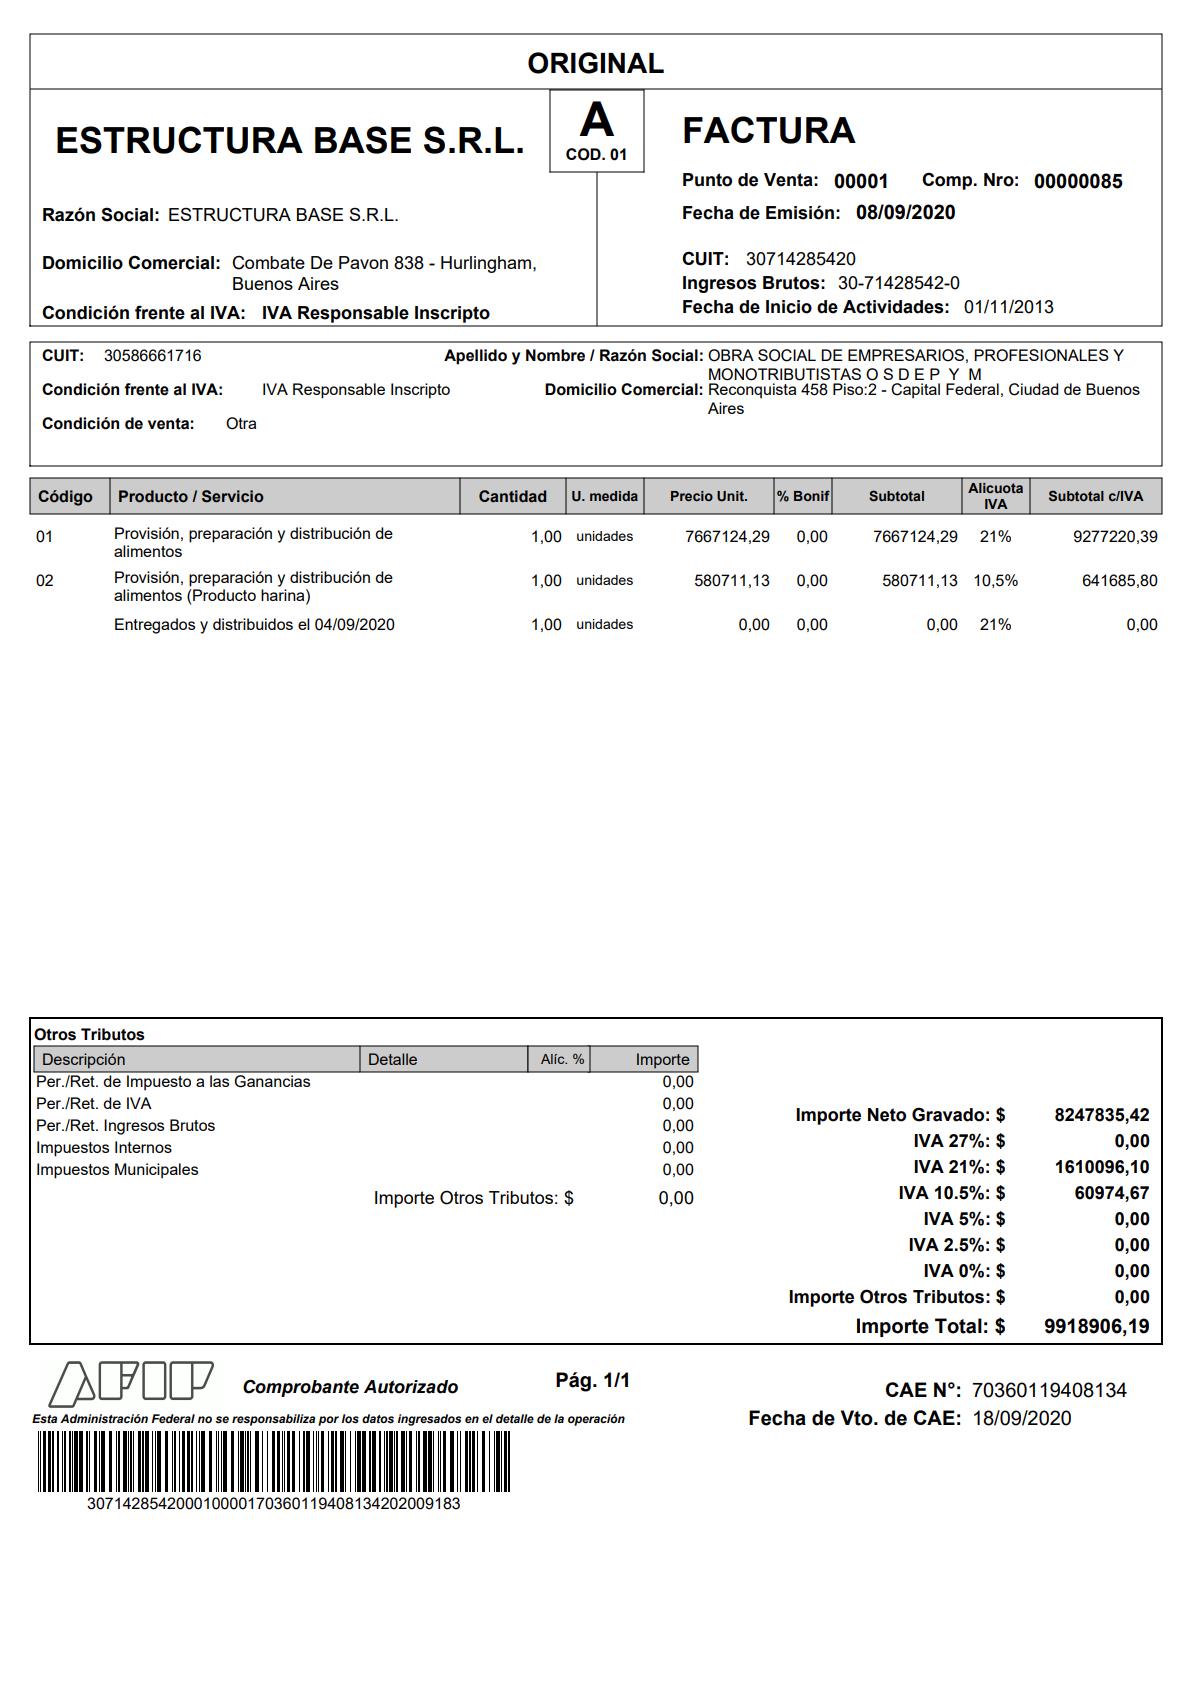 ORIGINAL
ESTRUCTURA BASE S.R.L.
A
COD. 01
FACTURA
Punto de Venta: 00001 Comp. Nro: 00000085
Fecha de Emisión: 08/09/2020
Razón Social: ESTRUCTURA BASE S.R.L.
Domicilio Comercial: Combate De Pavon 838 - Hurlingham,
Buenos Aires
Condición frente al IVA: IVA Responsable Inscripto
CUIT: 30714285420
Ingresos Brutos: 30-71428542-0
Fecha de Inicio de Actividades: 01/11/2013
CUIT: 30586661716
Apellido y Nombre / Razón Social: OBRA SOCIAL DE EMPRESARIOS, PROFESIONALES Y
MONOTRIBUTISTAS O S D E P Y M
Condición frente al IVA: IVA Responsable Inscripto
Domicilio Comercial: Reconquista 458 Piso:2 - Capital Federal, Ciudad de Buenos
Aires
Condición de venta: Otra
Código Producto / Servicio Cantidad U. medida Precio Unit. % Bonif Subtotal Alicuota IVA Subtotal c/IVA
01 Provisión, preparación y distribución de 1,00 unidades 7667124,29 0,00 7667124,29 21% 9277220,39
alimentos
02 Provisión, preparación y distribución de 1,00 unidades 580711,13 0,00 580711,13 10,5% 641685,80
alimentos (Producto harina)
Entregados y distribuidos el 04/09/2020 1,00 unidades 0,00 0,00 0,00 21% 0,00
Otros Tributos
Descripción Detalle Alíc. % Importe
Per./Ret. de Impuesto a las Ganancias 0,00
Per./Ret. de IVA 0,00
Per./Ret. Ingresos Brutos 0,00
Impuestos Internos 0,00
Impuestos Municipales 0,00
Importe Otros Tributos: $ 0,00
Importe Neto Gravado: $ 8247835,42
IVA 27%: $ 0,00
IVA 21%: $ 1610096,10
IVA 10.5%: $ 60974,67
IVA 5%: $ 0,00
IVA 2.5%: $ 0,00
IVA 0%: $ 0,00
Importe Otros Tributos: $ 0,00
Importe Total: $ 9918906,19
AFIP
Comprobante Autorizado
Pág. 1/1
CAE N°: 70360119408134
Fecha de Vto. de CAE: 18/09/2020
Esta Administración Federal no se responsabiliza por los datos ingresados en el detalle de la operación
3071428542000100001703601194081342020091​83